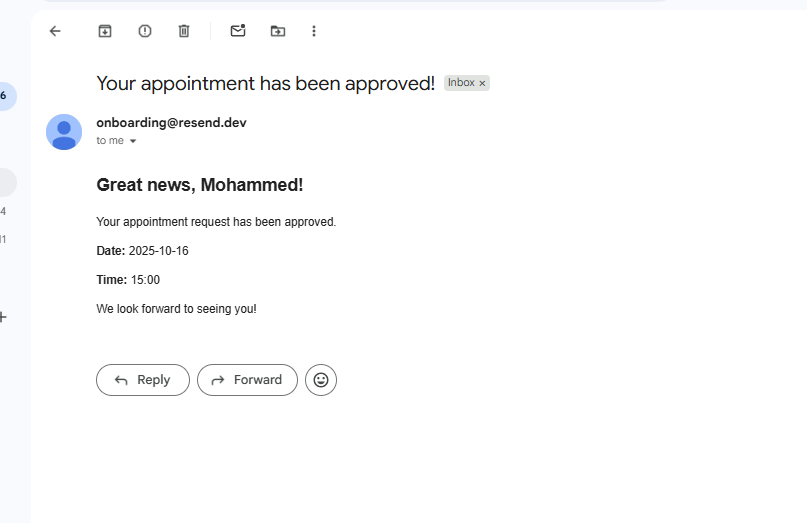 Your appointment has been approved! Inbox ×
6
onboarding@resend.dev
to me
Great news, Mohammed!
4
Your appointment request has been approved.
11
Date: 2025-10-16
Time: 15:00
We look forward to seeing you!
Reply Forward